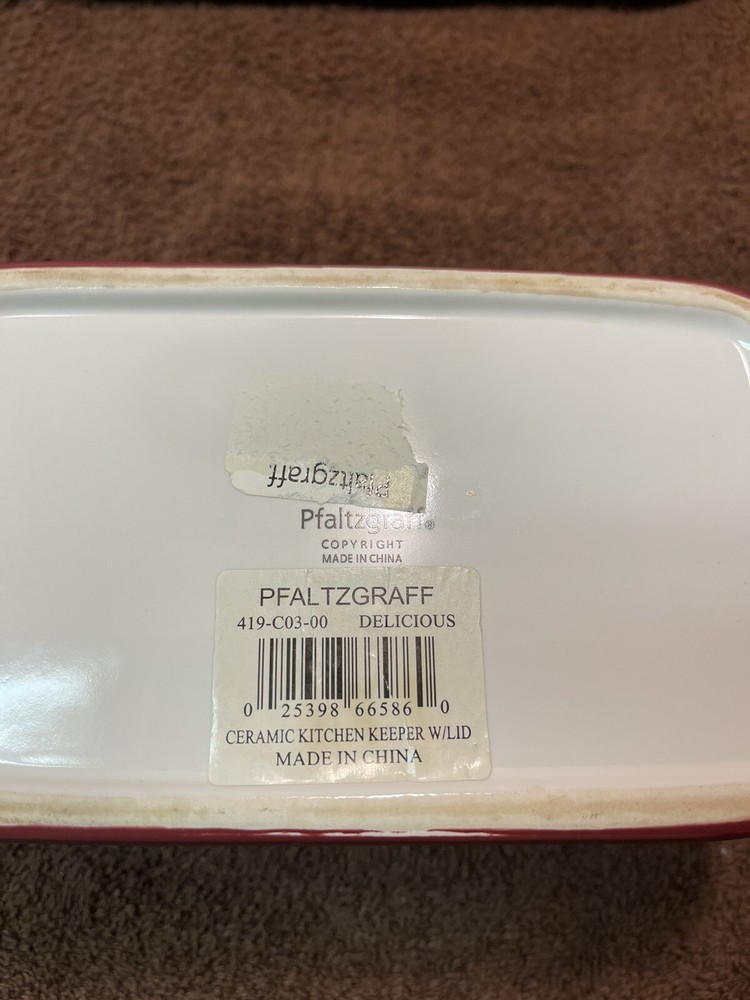 Pfaltzgraff
Pfaltzgraff®
COPYRIGHT
MADE IN CHINA
PFALTZGRAFF
419-C03-00 DELICIOUS
0 25398 66586 0
CERAMIC KITCHEN KEEPER W/LID
MADE IN CHINA